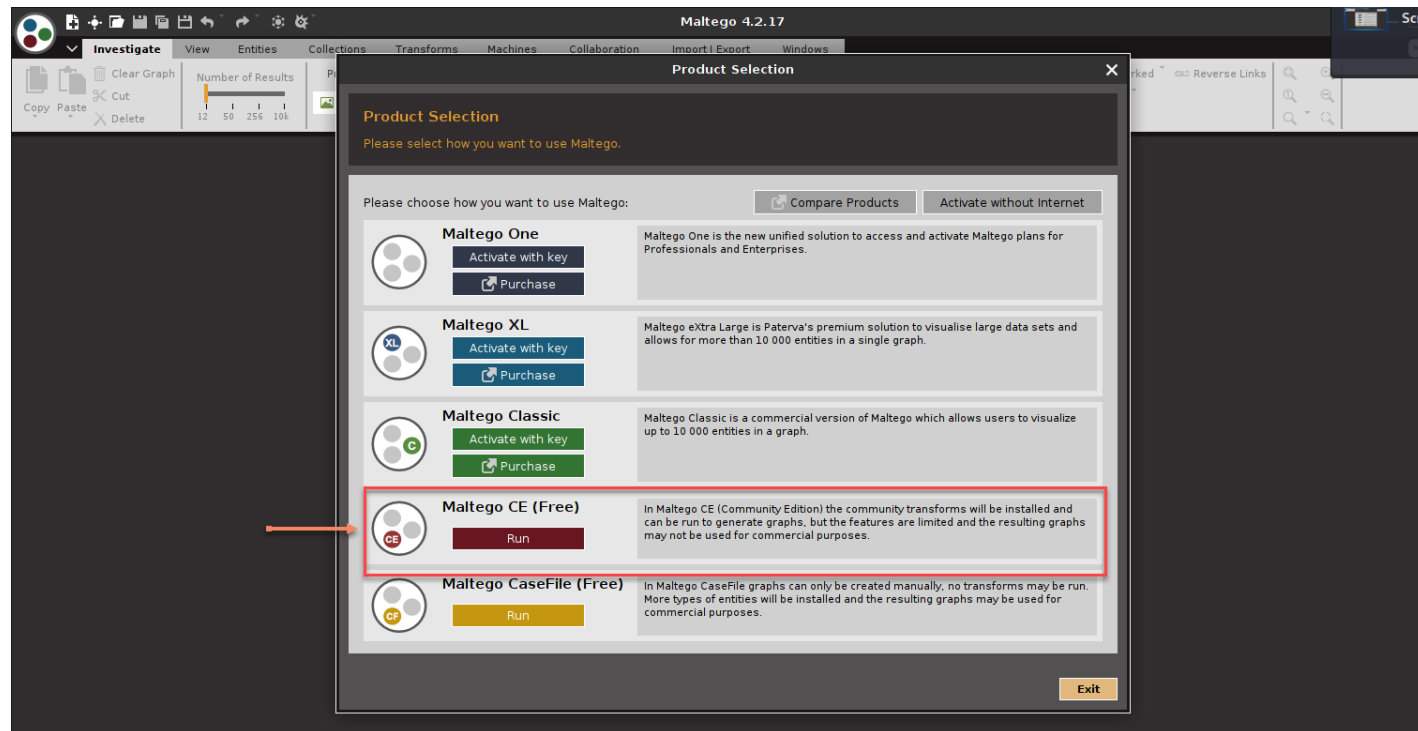 Maltego 4.2.17
Investigate View Entities Collections Transforms Machines Collaboration Import | Export Windows
Clear Graph
Cut
Delete
Copy Paste
Number of Results
12 50 256 10k
Reverse Links
Product Selection
Product Selection
Please select how you want to use Maltego.
Please choose how you want to use Maltego:
Compare Products
Activate without Internet
Maltego One
Activate with key
Purchase
Maltego One is the new unified solution to access and activate Maltego plans for
Professionals and Enterprises.
XL
Maltego XL
Activate with key
Purchase
Maltego eXtra Large is Paterva's premium solution to visualise large data sets and
allows for more than 10 000 entities in a single graph.
C
Maltego Classic
Activate with key
Purchase
Maltego Classic is a commercial version of Maltego which allows users to visualize
up to 10 000 entities in a graph.
CE
Maltego CE (Free)
Run
In Maltego CE (Community Edition) the community transforms will be installed and
can be run to generate graphs, but the features are limited and the resulting graphs
may not be used for commercial purposes.
CF
Maltego CaseFile (Free)
Run
In Maltego CaseFile graphs can only be created manually, no transforms may be run.
More types of entities will be installed and the resulting graphs may be used for
commercial purposes.
Exit